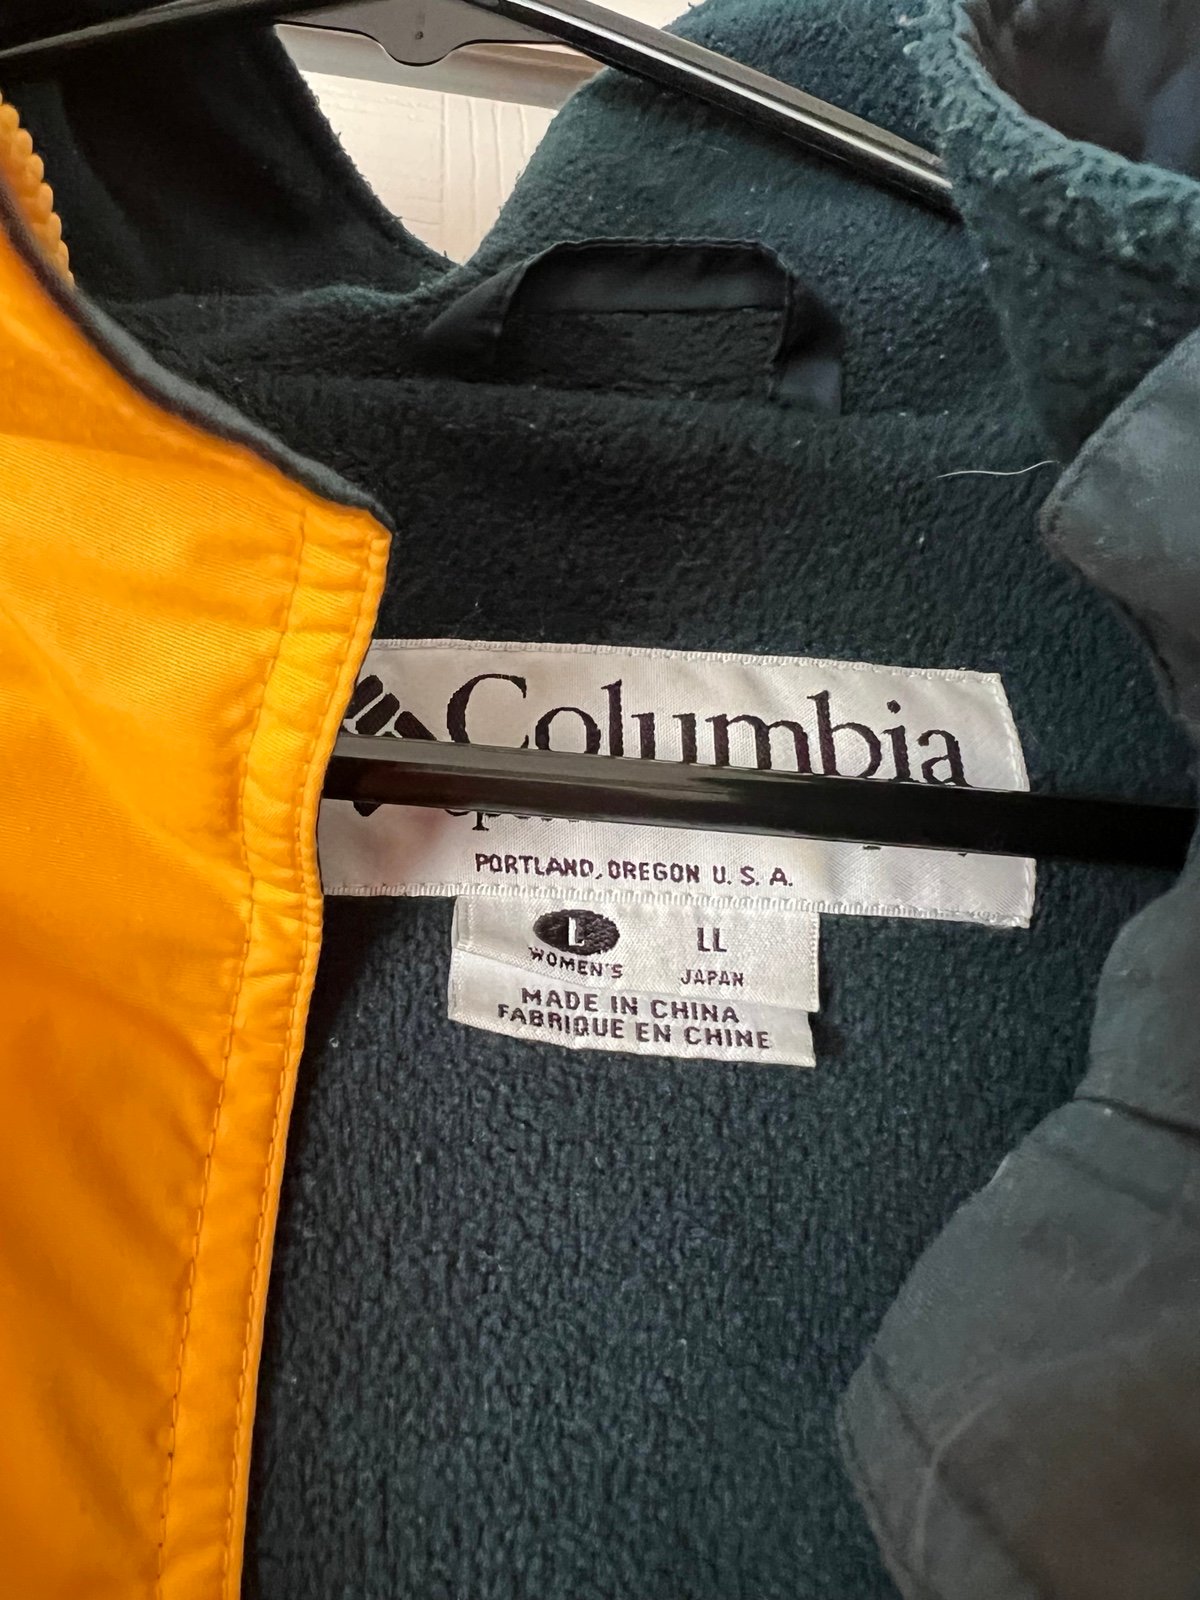 Columbia
PORTLAND, OREGON U. S. A.
L LL
WOMEN'S JAPAN
MADE IN CHINA
FABRIQUE EN CHINE